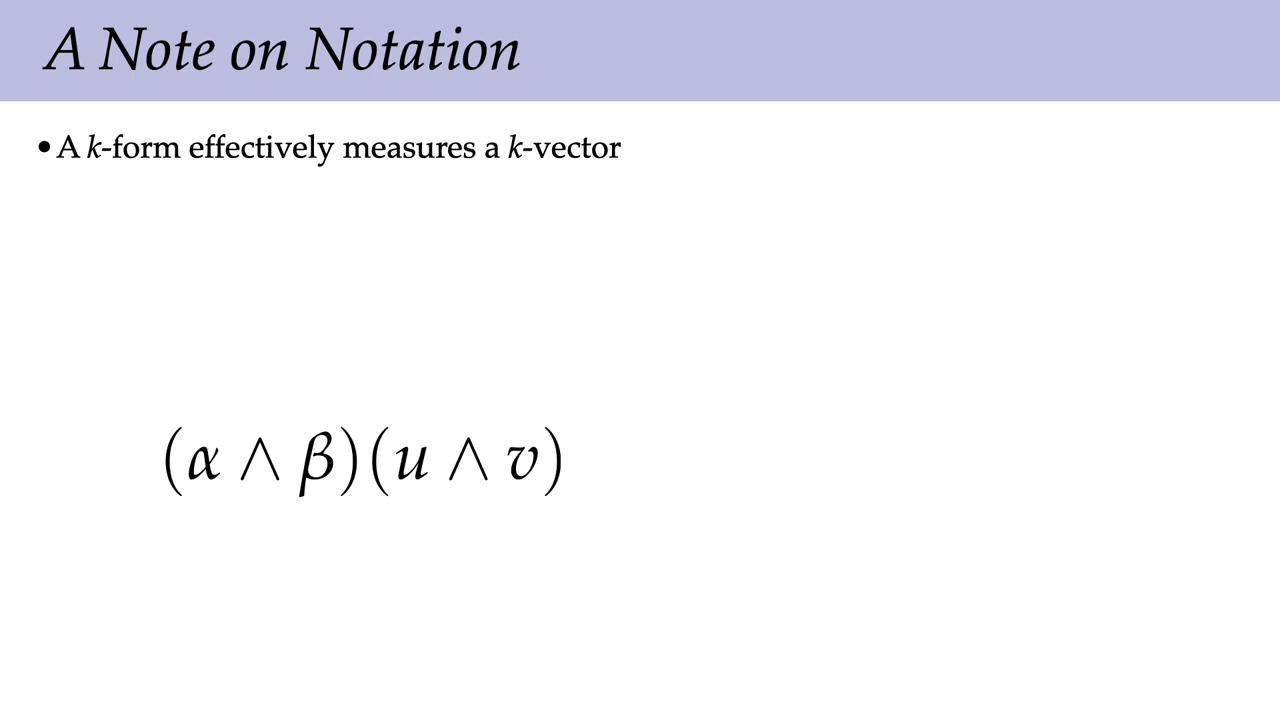 A Note on Notation
•A k-form effectively measures a k-vector
(α ∧ β)(u ∧ v)